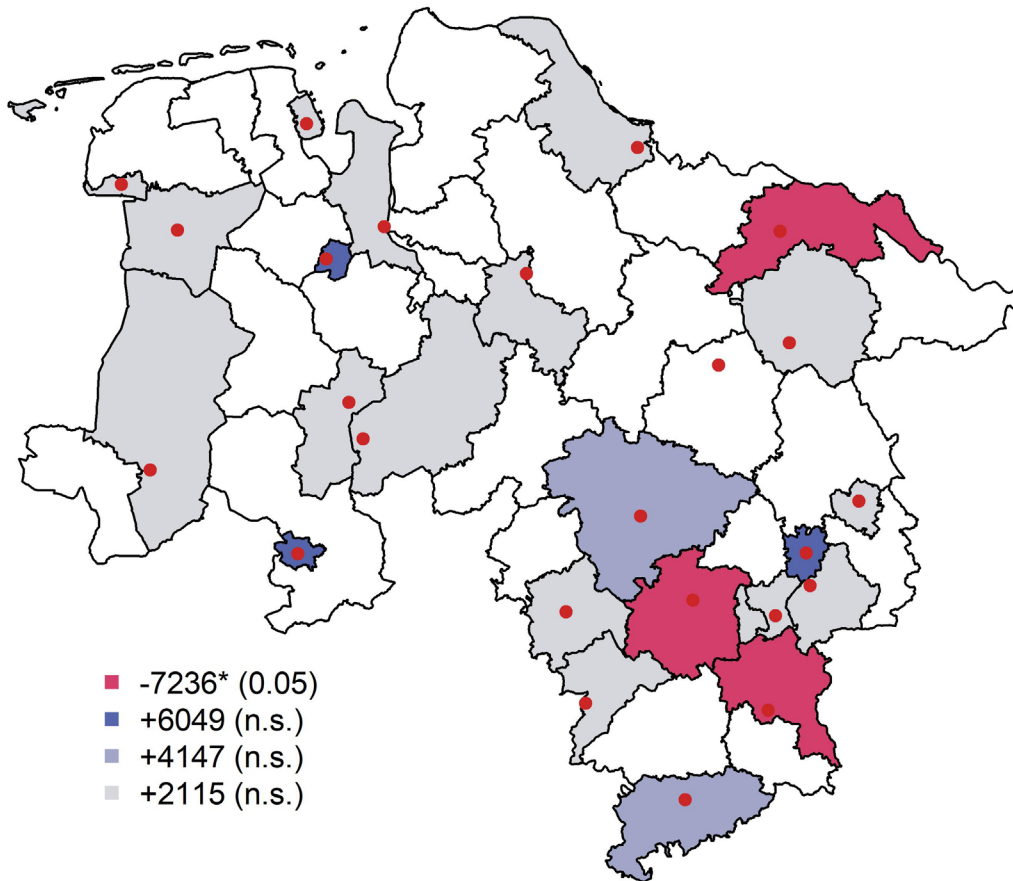 -7236* (0.05)
+6049 (n.s.)
+4147 (n.s.)
+2115 (n.s.)